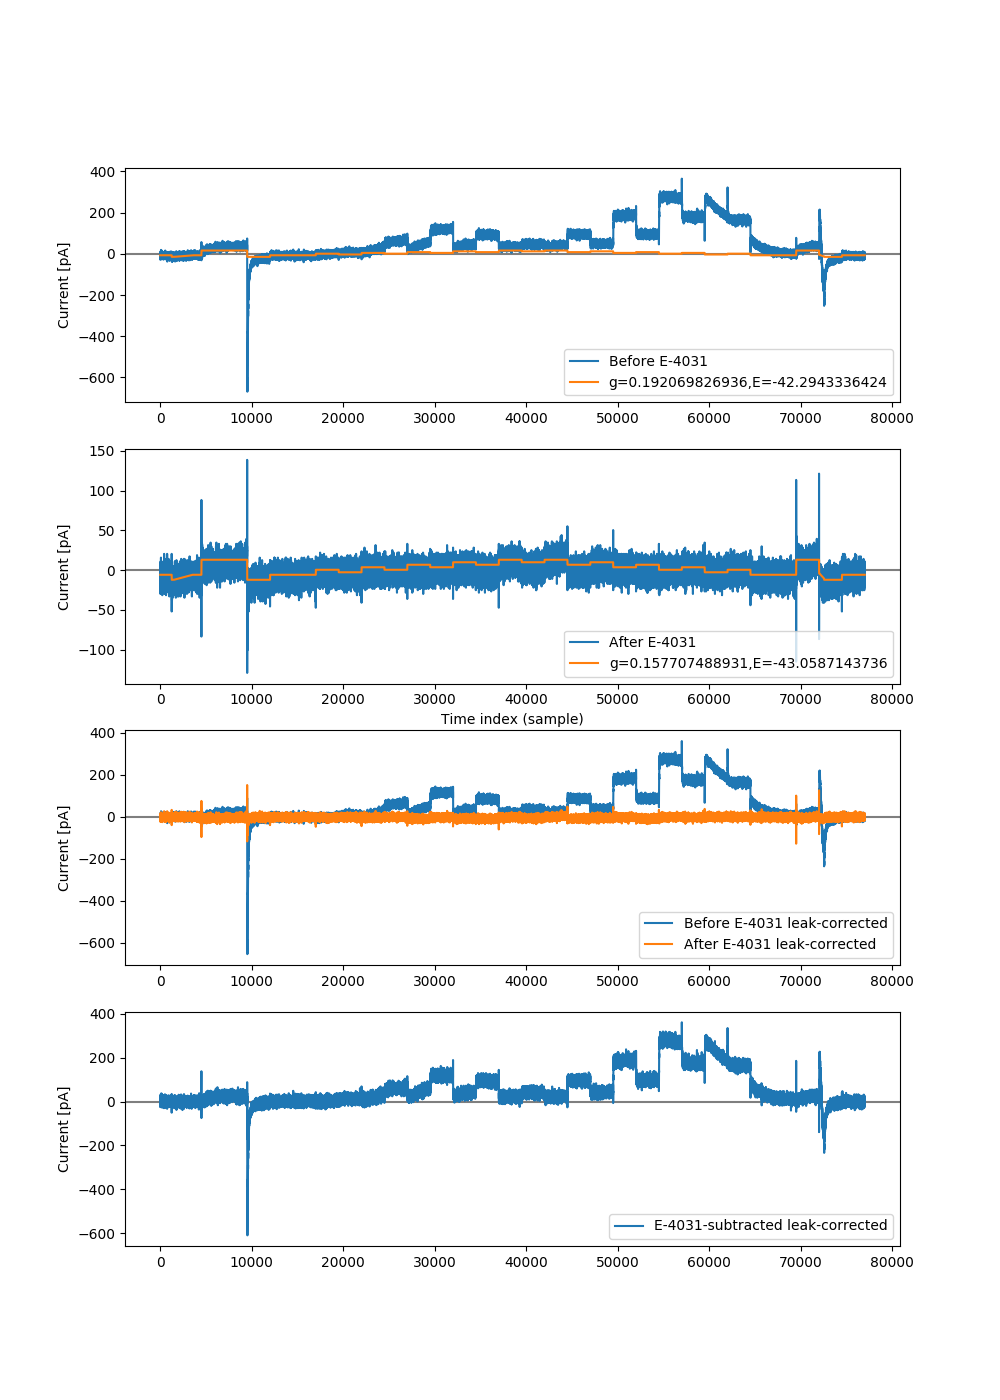 400
200
0
−200
−400
−600
Current [pA]
Before E-4031
g=0.192069826936,E=-42.2943336424
0 10000 20000 30000 40000 50000 60000 70000 80000
150
100
50
0
−50
−100
Current [pA]
After E-4031
g=0.157707488931,E=-43.0587143736
0 10000 20000 30000 40000 50000 60000 70000 80000
Time index (sample)
400
200
0
−200
−400
−600
Current [pA]
Before E-4031 leak-corrected
After E-4031 leak-corrected
0 10000 20000 30000 40000 50000 60000 70000 80000
400
200
0
−200
−400
−600
Current [pA]
E-4031-subtracted leak-corrected
0 10000 20000 30000 40000 50000 60000 70000 80000